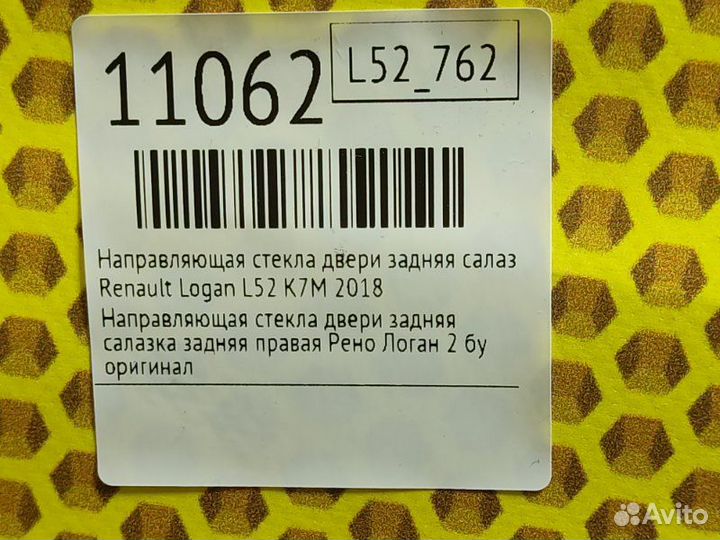 11062
L52_762
Направляющая стекла двери задняя салаз
Renault Logan L52 K7M 2018
Направляющая стекла двери задняя
салазка задняя правая Рено Логан 2 бу
оригинал
Avito